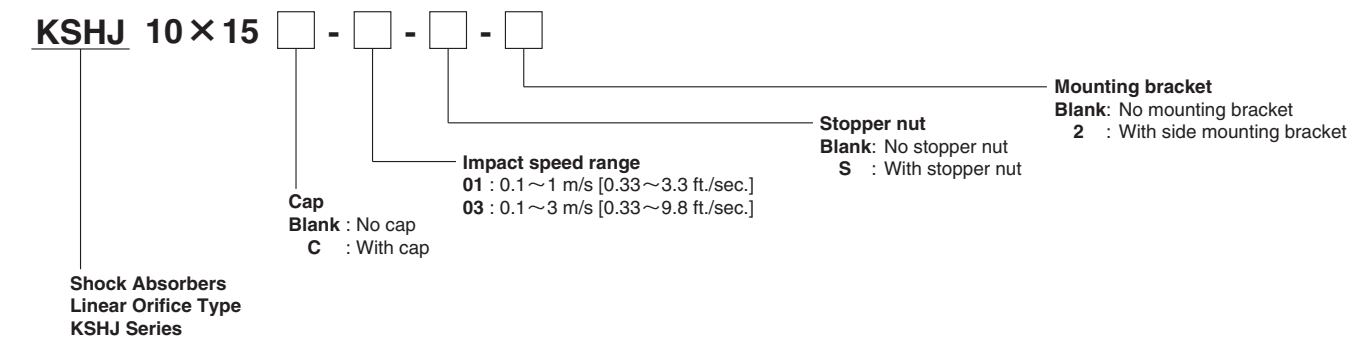 KSHJ 10×15 □ - □ - □ - □
Mounting bracket
Blank: No mounting bracket
2 : With side mounting bracket
Stopper nut
Blank: No stopper nut
S : With stopper nut
Impact speed range
01 : 0.1～1 m/s [0.33～3.3 ft./sec.]
03 : 0.1～3 m/s [0.33～9.8 ft./sec.]
Cap
Blank : No cap
C : With cap
Shock Absorbers
Linear Orifice Type
KSHJ Series